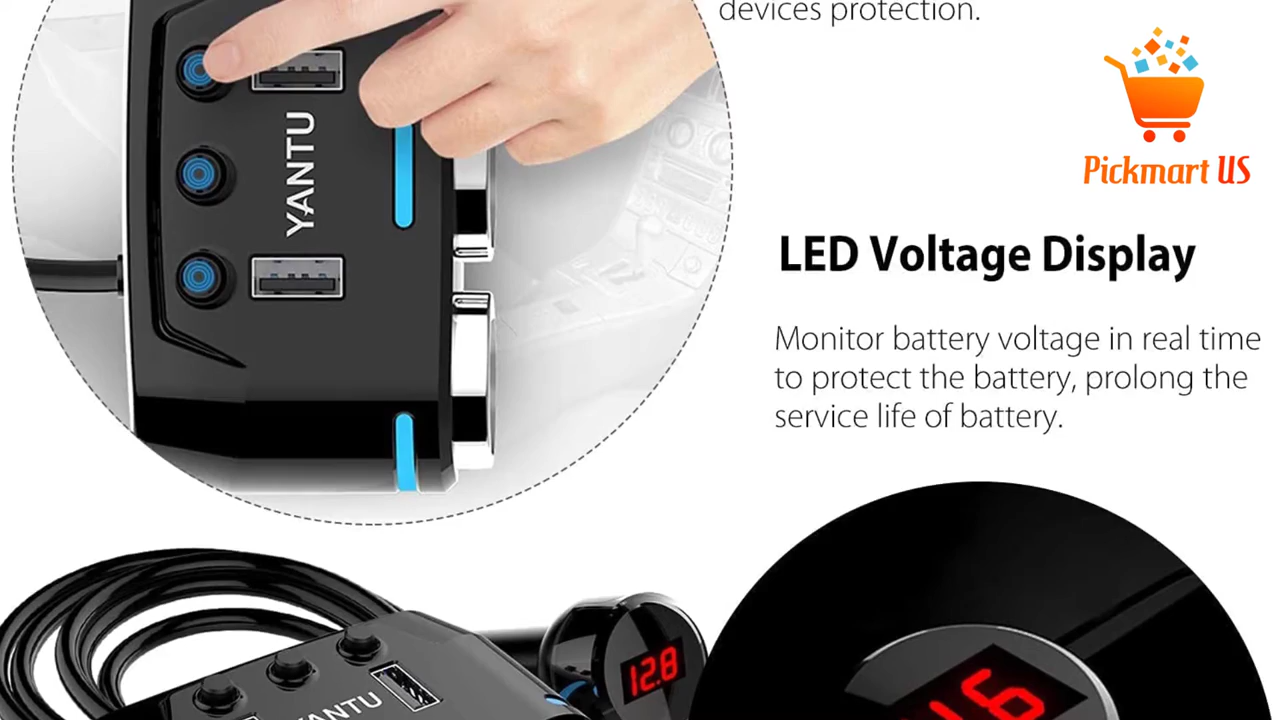 devices protection.
Pickmart US
YANTU
LED Voltage Display
Monitor battery voltage in real time
to protect the battery, prolong the
service life of battery.
12.8
YANTU